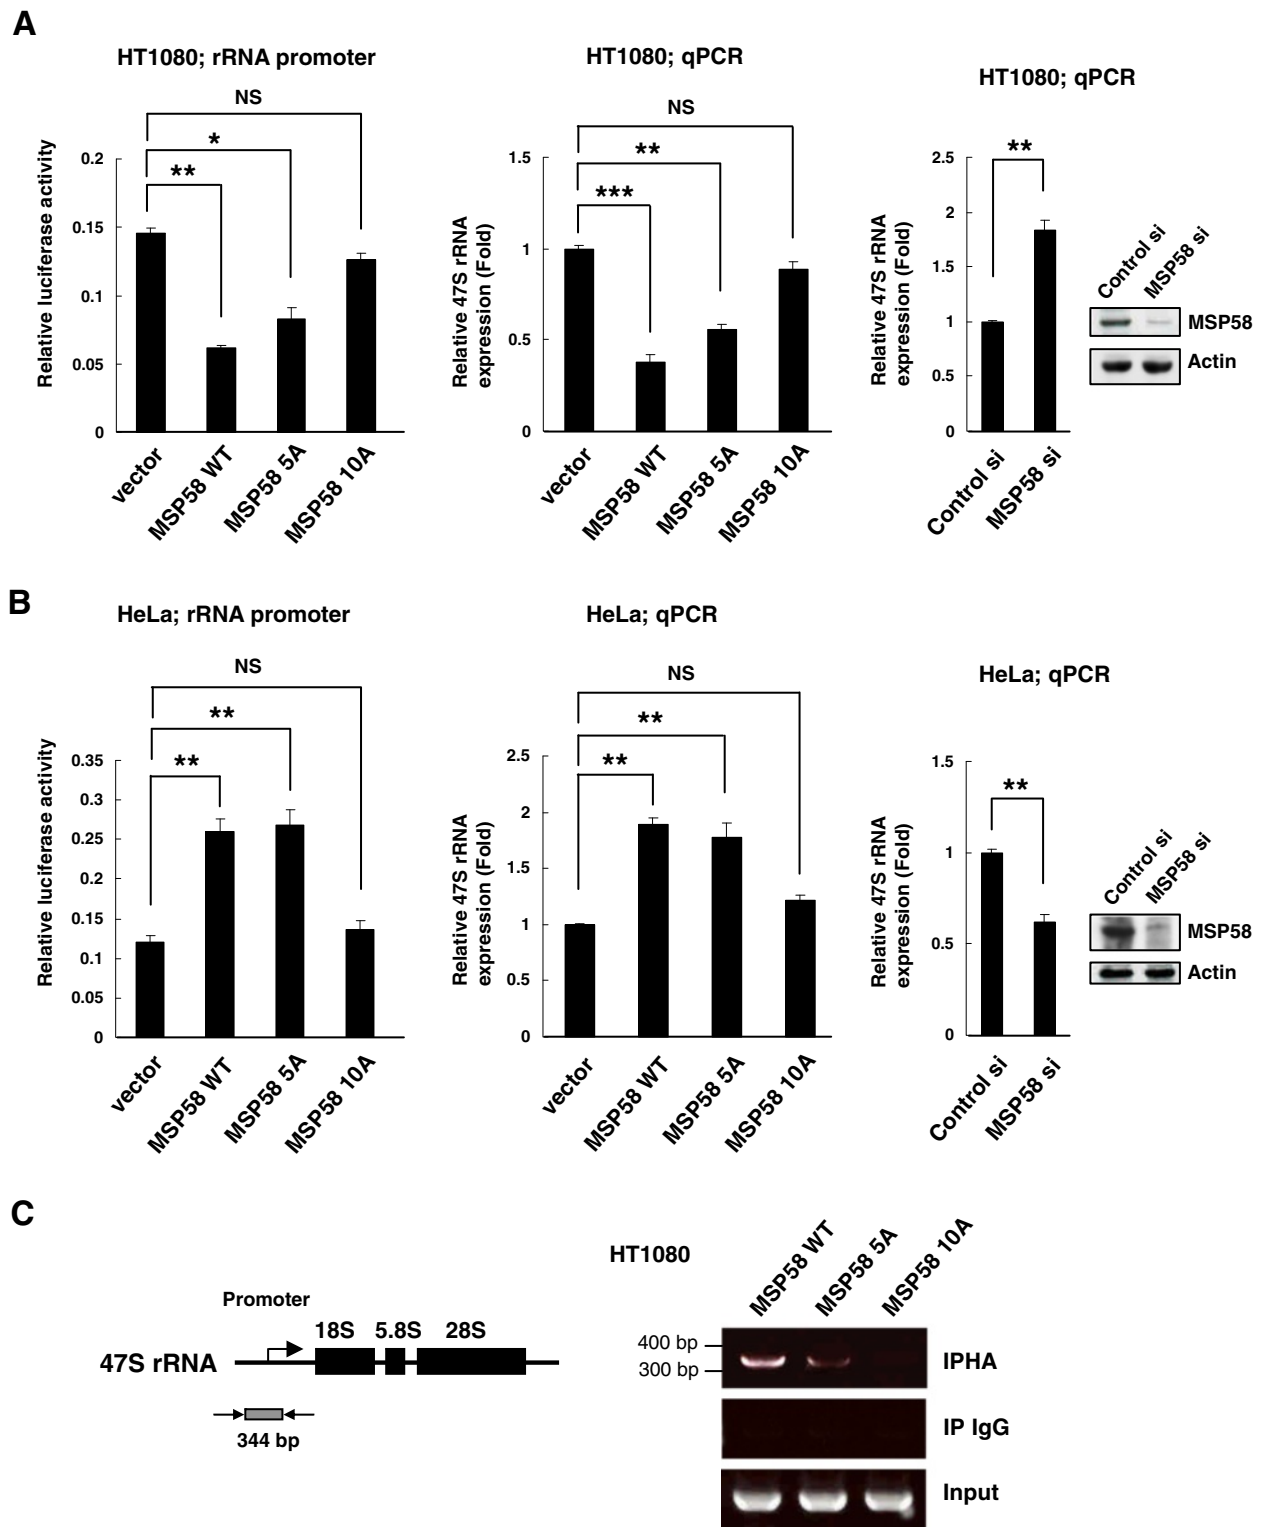 A
HT1080; rRNA promoter
NS
*
**
Relative luciferase activity
0.2
0.15
0.1
0.05
0
vector
MSP58 WT
MSP58 5A
MSP58 10A
HT1080; qPCR
NS
**
***
Relative 47S rRNA
expression (Fold)
1.5
1
0.5
0
vector
MSP58 WT
MSP58 5A
MSP58 10A
HT1080; qPCR
**
Relative 47S rRNA
expression (Fold)
2.5
2
1.5
1
0.5
0
Control si
MSP58 si
Control si
MSP58 si
MSP58
Actin
B
HeLa; rRNA promoter
NS
**
**
Relative luciferase activity
0.35
0.3
0.25
0.2
0.15
0.1
0.05
0
vector
MSP58 WT
MSP58 5A
MSP58 10A
HeLa; qPCR
NS
**
**
Relative 47S rRNA
expression (Fold)
2.5
2
1.5
1
0.5
0
vector
MSP58 WT
MSP58 5A
MSP58 10A
HeLa; qPCR
**
Relative 47S rRNA
expression (Fold)
1.5
1
0.5
0
Control si
MSP58 si
Control si
MSP58 si
MSP58
Actin
C
Promoter
18S 5.8S 28S
47S rRNA
344 bp
HT1080
MSP58 WT
MSP58 5A
MSP58 10A
400 bp
300 bp
IPHA
IP IgG
Input